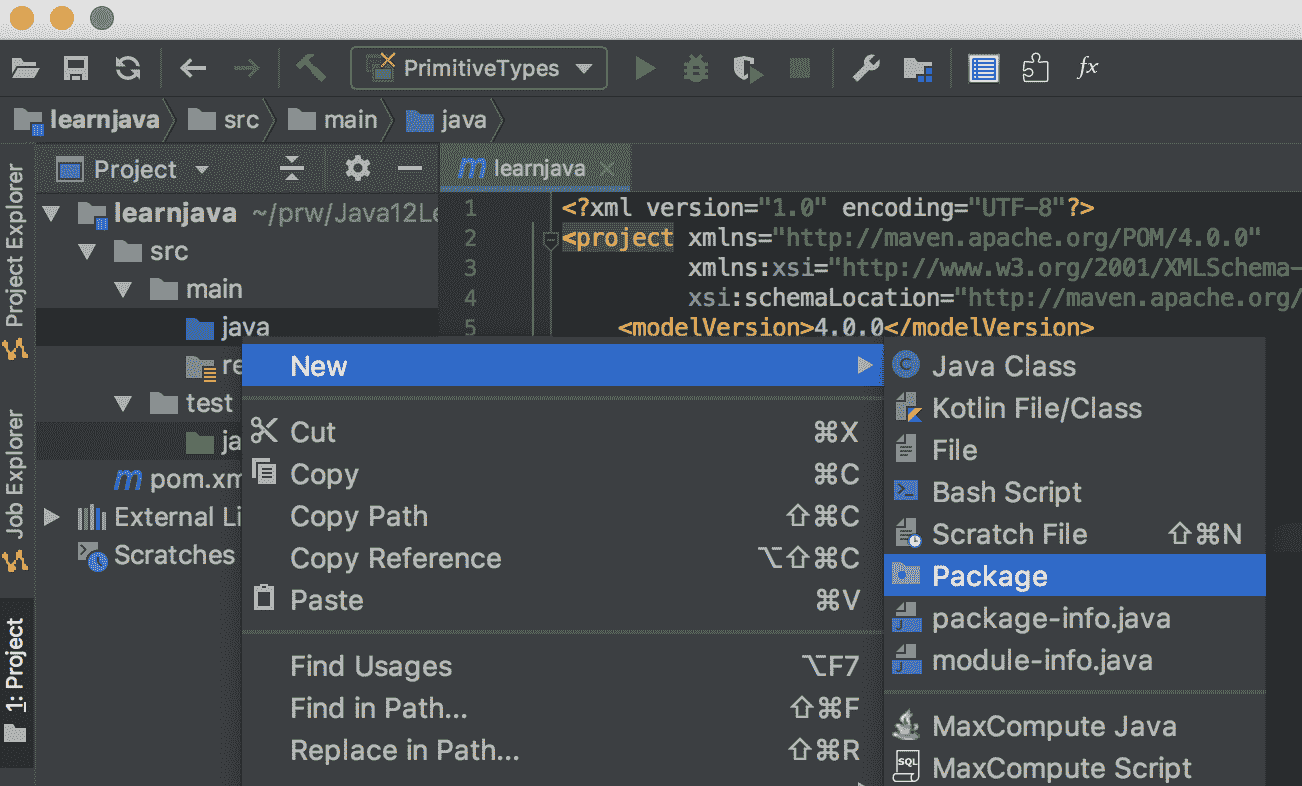 PrimitiveTypes fx
learnjava src main java
Project learnjava
Project Explorer
Job Explorer
1: Project
learnjava ~/prw/Java12Le
src
main
java
re
test
ja
pom.xm
External Li
Scratches
1 <?xml version="1.0" encoding="UTF-8"?>
2 <project xmlns="http://maven.apache.org/POM/4.0.0"
3 xmlns:xsi="http://www.w3.org/2001/XMLSchema-
4 xsi:schemaLocation="http://maven.apache.org/
5 <modelVersion>4.0.0</modelVersion>
New
Cut ⌘X
Copy ⌘C
Copy Path ⇧⌘C
Copy Reference ⌥⇧⌘C
Paste ⌘V
Find Usages ⌥F7
Find in Path... ⇧⌘F
Replace in Path... ⇧⌘R
Java Class
Kotlin File/Class
File
Bash Script
Scratch File ⇧⌘N
Package
package-info.java
module-info.java
MaxCompute Java
SQL MaxCompute Script